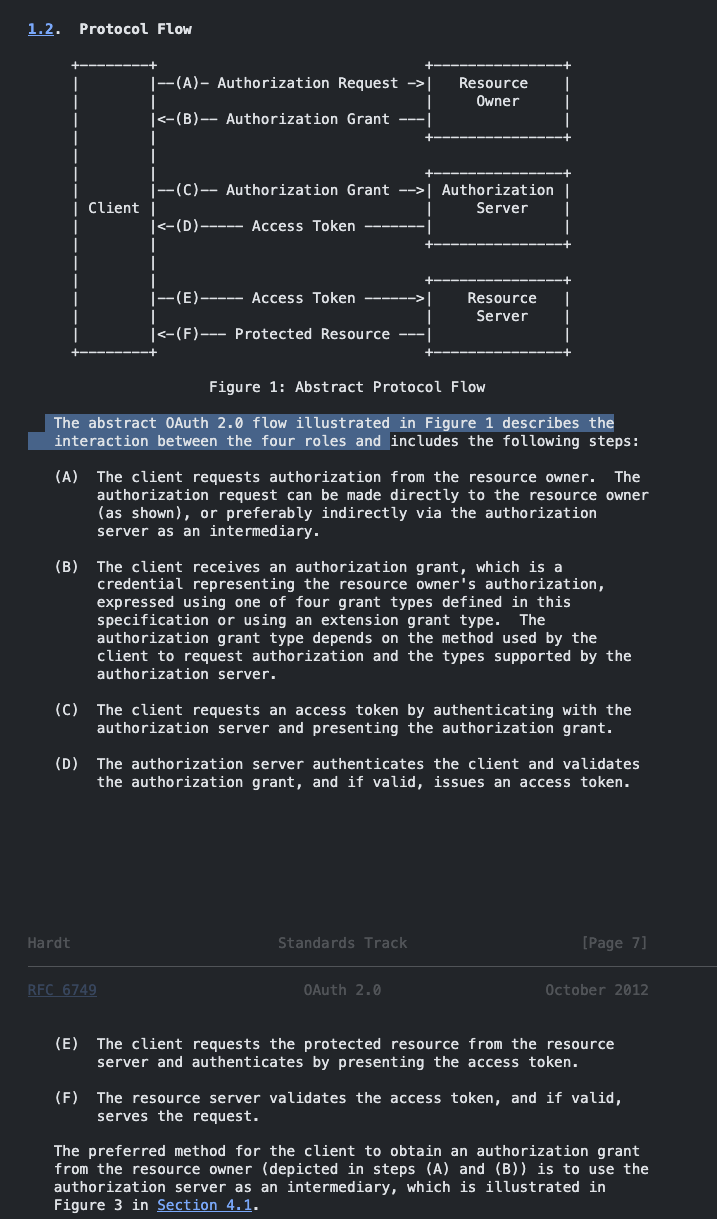 1.2.  Protocol Flow
+--------+                               +---------------+
|        |--(A)- Authorization Request ->|   Resource    |
|        |                               |     Owner     |
|        |<-(B)-- Authorization Grant ---|               |
|        |                               +---------------+
|        |
|        |                               +---------------+
|        |--(C)-- Authorization Grant -->| Authorization |
| Client |                               |     Server    |
|        |<-(D)----- Access Token -------|               |
|        |                               +---------------+
|        |
|        |                               +---------------+
|        |--(E)----- Access Token ------>|    Resource   |
|        |                               |     Server    |
|        |<-(F)--- Protected Resource ---|               |
+--------+                               +---------------+
Figure 1: Abstract Protocol Flow
The abstract OAuth 2.0 flow illustrated in Figure 1 describes the
interaction between the four roles and includes the following steps:
(A)  The client requests authorization from the resource owner.  The
authorization request can be made directly to the resource owner
(as shown), or preferably indirectly via the authorization
server as an intermediary.
(B)  The client receives an authorization grant, which is a
credential representing the resource owner's authorization,
expressed using one of four grant types defined in this
specification or using an extension grant type.  The
authorization grant type depends on the method used by the
client to request authorization and the types supported by the
authorization server.
(C)  The client requests an access token by authenticating with the
authorization server and presenting the authorization grant.
(D)  The authorization server authenticates the client and validates
the authorization grant, and if valid, issues an access token.
Hardt                        Standards Track                    [Page 7]
RFC 6749                        OAuth 2.0                   October 2012
(E)  The client requests the protected resource from the resource
server and authenticates by presenting the access token.
(F)  The resource server validates the access token, and if valid,
serves the request.
The preferred method for the client to obtain an authorization grant
from the resource owner (depicted in steps (A) and (B)) is to use the
authorization server as an intermediary, which is illustrated in
Figure 3 in Section 4.1.